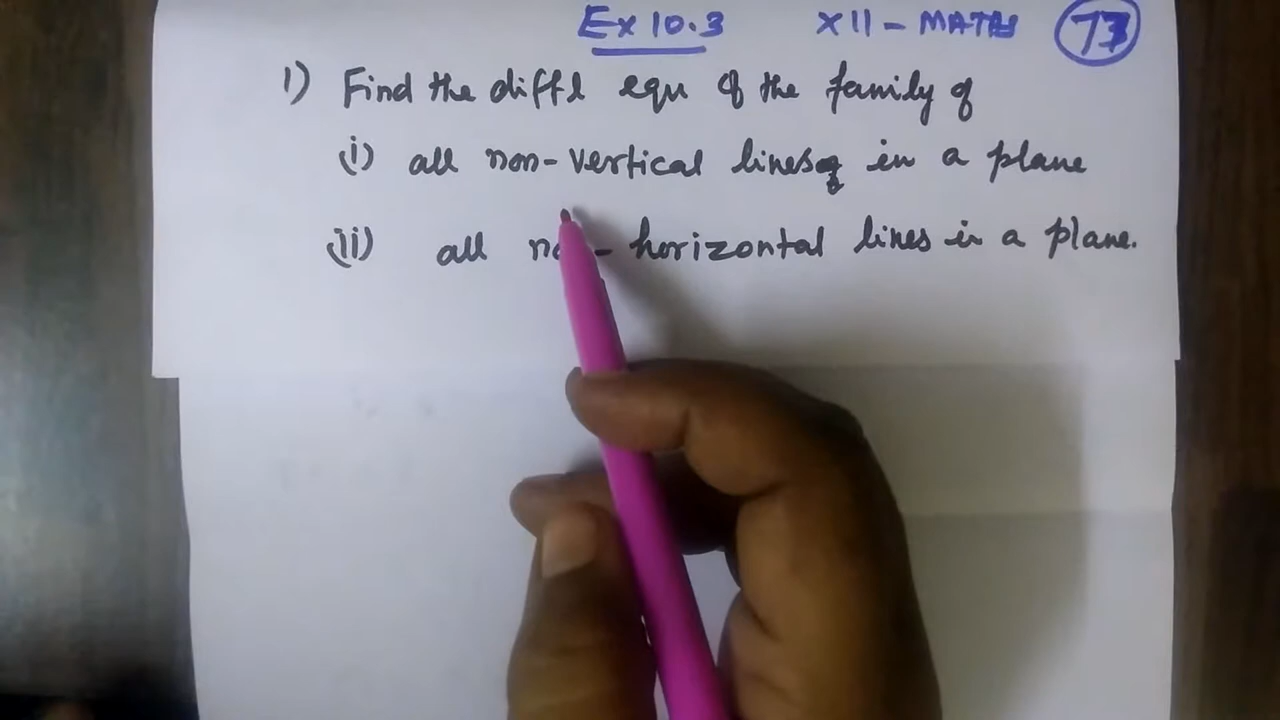 Ex 10.3 XII - MATHS 73
1) Find the diffl equ of the family of
(i) all non-vertical lines in a plane
(ii) all horizontal lines in a plane.